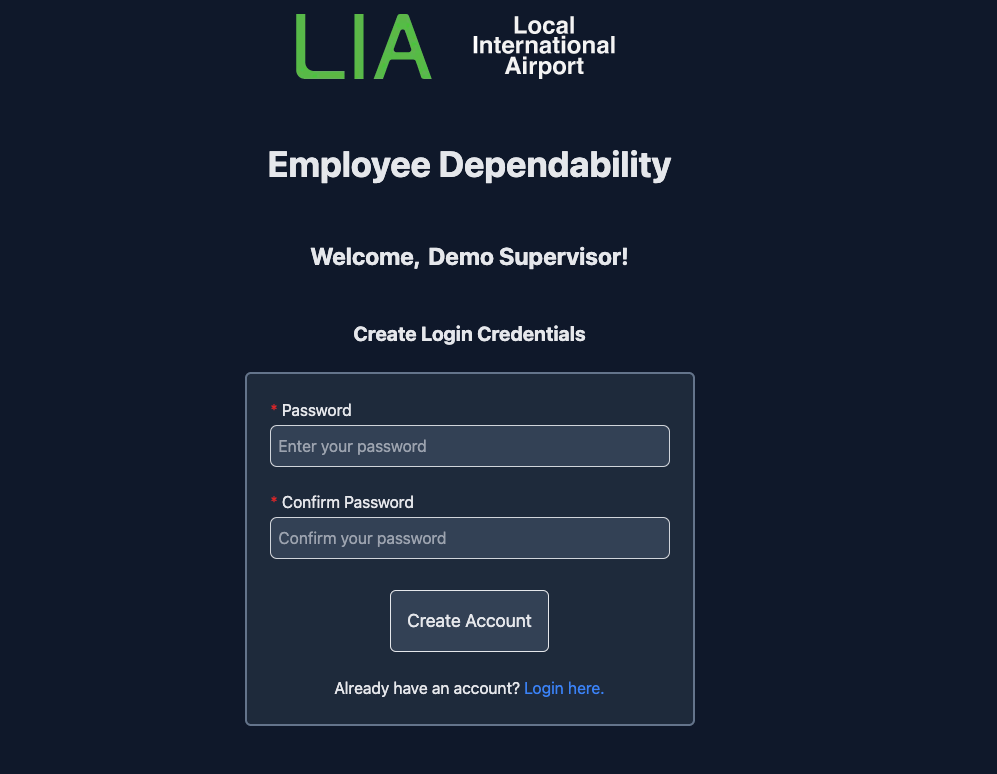 LIA
Local
International
Airport
Employee Dependability
Welcome, Demo Supervisor!
Create Login Credentials
* Password
Enter your password
* Confirm Password
Confirm your password
Create Account
Already have an account? Login here.